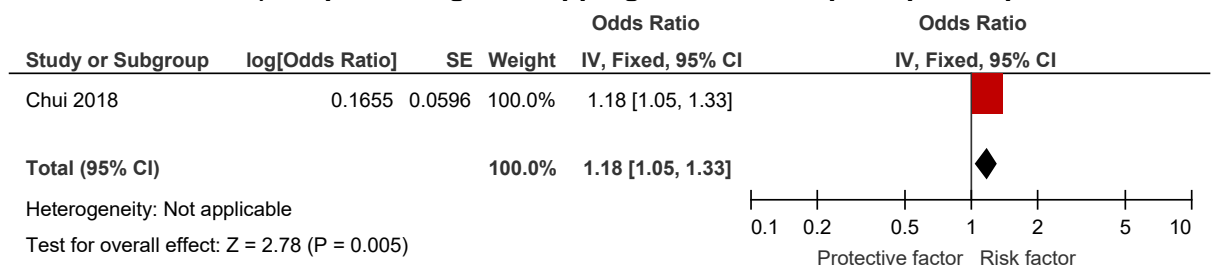 Odds Ratio Odds Ratio
Study or Subgroup log[Odds Ratio] SE Weight IV, Fixed, 95% CI IV, Fixed, 95% CI
Chui 2018 0.1655 0.0596 100.0% 1.18 [1.05, 1.33]
Total (95% CI) 100.0% 1.18 [1.05, 1.33]
Heterogeneity: Not applicable
Test for overall effect: Z = 2.78 (P = 0.005)
0.1 0.2 0.5 1 2 5 10
Protective factor Risk factor